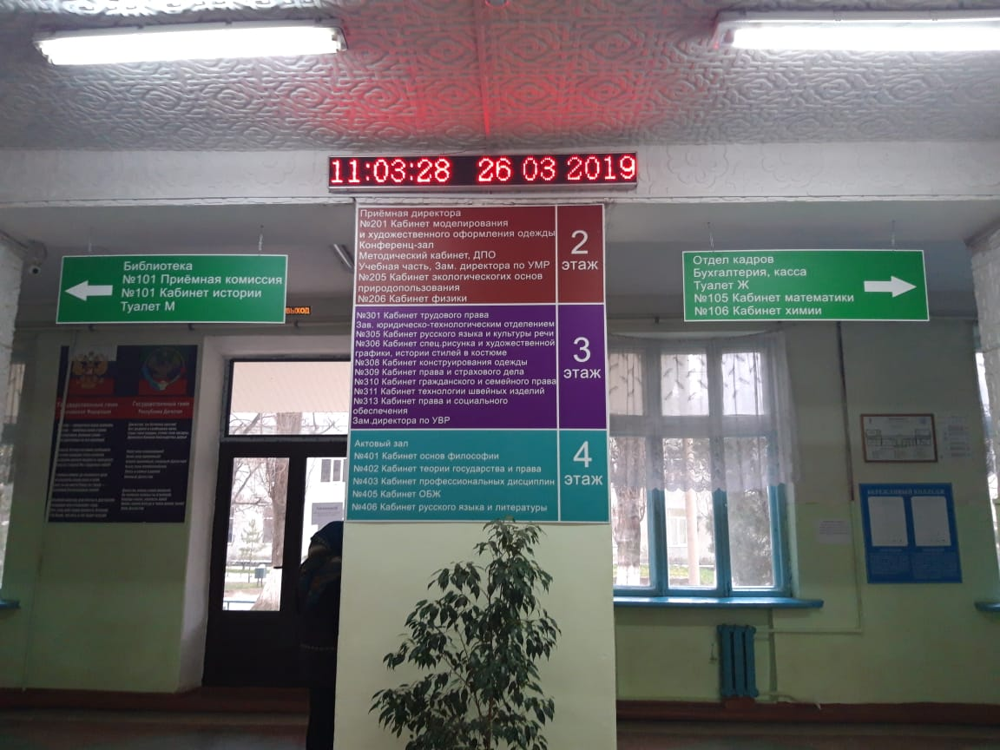 11:03:28 26 03 2019
Приёмная директора
№201 Кабинет моделирования
и художественного оформления одежды
Конференц-зал
Методический кабинет, ДПО
Учебная часть, Зам. директора по УМР
№205 Кабинет экологическогих основ
природопользования
№206 Кабинет физики
2
этаж
№301 Кабинет трудового права
Зав. юридическо-технологическим отделением
№305 Кабинет русского языка и культуры речи
№306 Кабинет спец.рисунка и художественной
графики, истории стилей в костюме
№308 Кабинет конструирования одежды
№309 Кабинет права и страхового дела
№310 Кабинет гражданского и семейного права
№311 Кабинет технологии швейных изделий
№313 Кабинет права и социального
обеспечения
Зам.директора по УВР
3
этаж
Актовый зал
№401 Кабинет основ философии
№402 Кабинет теории государства и права
№403 Кабинет профессиональных дисциплин
№405 Кабинет ОБЖ
№406 Кабинет русского языка и литературы
4
этаж
Библиотека
№101 Приёмная комиссия
№101 Кабинет истории
Туалет М
Отдел кадров
Бухгалтерия, касса
Туалет Ж
№105 Кабинет математики
№106 Кабинет химии
ВЫХОД
Государственный гимн
Российской Федерации
Государственный гимн
Республики Дагестан
БЕРЕЖЛИВЫЙ КОЛЛЕДЖ